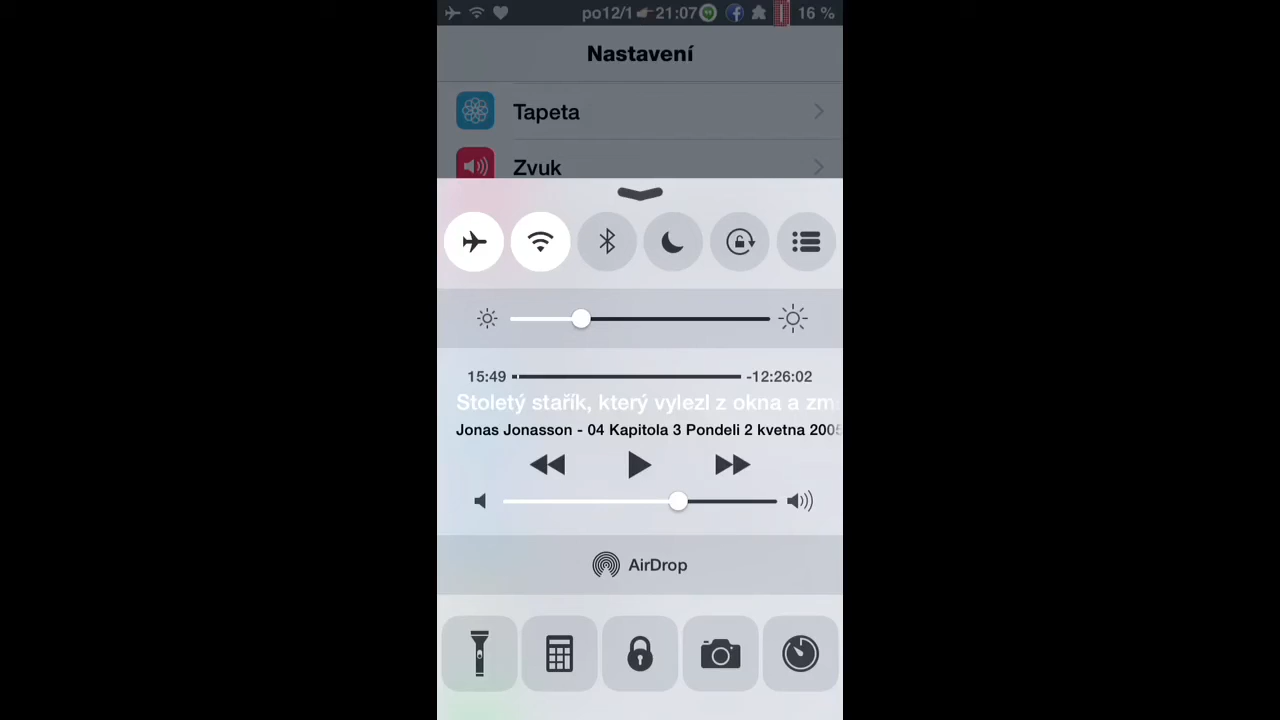 po12/1 21:07 16 %
Nastavení
Tapeta
Zvuk
15:49 -12:26:02
Stoletý stařík, který vylezl z okna a zm
Jonas Jonasson - 04 Kapitola 3 Pondeli 2 kvetna 2005
AirDrop